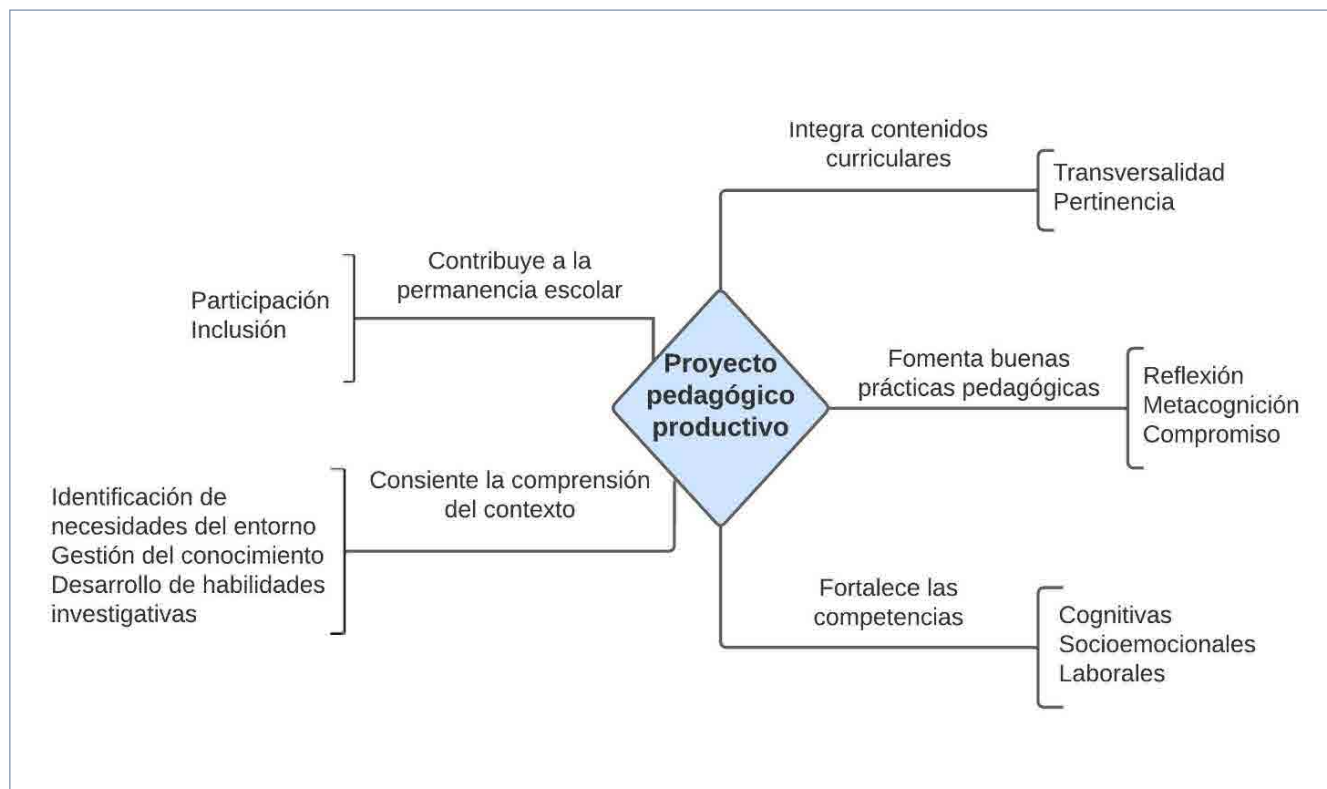 Integra contenidos
curriculares
Transversalidad
Pertinencia
Contribuye a la
permanencia escolar
Participación
Inclusión
Proyecto
pedagógico
productivo
Fomenta buenas
prácticas pedagógicas
Reflexión
Metacognición
Compromiso
Consiente la comprensión
del contexto
Identificación de
necesidades del entorno
Gestión del conocimiento
Desarrollo de habilidades
investigativas
Fortalece las
competencias
Cognitivas
Socioemocionales
Laborales